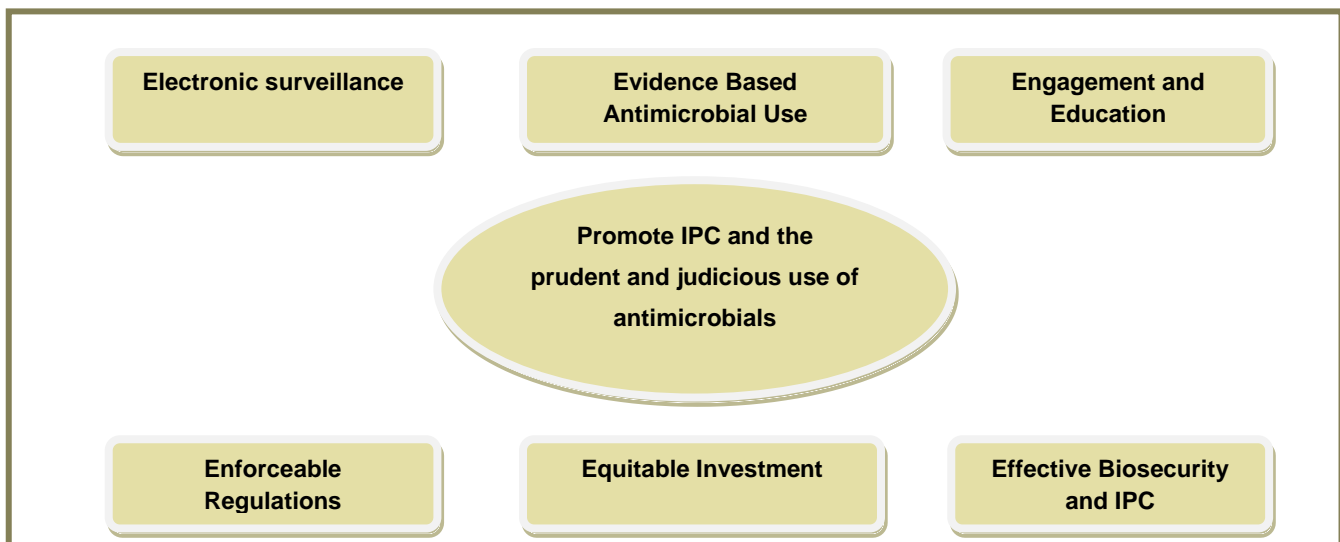 Electronic surveillance
Evidence Based
Antimicrobial Use
Engagement and
Education
Promote IPC and the
prudent and judicious use of
antimicrobials
Enforceable
Regulations
Equitable Investment
Effective Biosecurity
and IPC